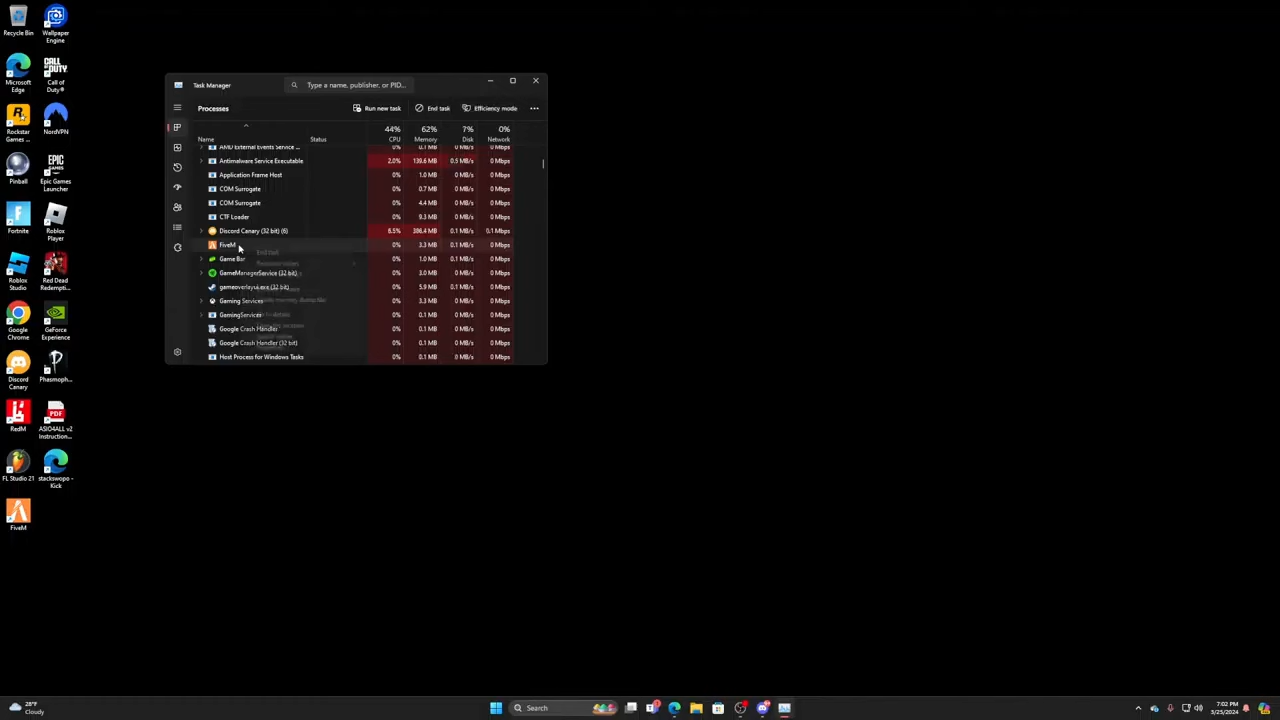 Recycle Bin
Wallpaper
Engine
Microsoft
Edge
Call of
Duty®
Rockstar
Games ...
NordVPN
Pinball
Epic Games
Launcher
Fortnite
Roblox
Player
Roblox
Studio
Red Dead
Redempti...
Google
Chrome
GeForce
Experience
Discord
Canary
Phasmoph...
RedM
ASIO4ALL v2
Instruction...
FL Studio 21
stackswopo -
Kick
FiveM
Task Manager
Type a name, publisher, or PID...
Processes
Run new task
End task
Efficiency mode
44% 62% 7% 0%
Name Status CPU Memory Disk Network
AMD External Events Service ... 0% 0.1 MB 0 MB/s 0 Mbps
Antimalware Service Executable 2.0% 139.6 MB 0.5 MB/s 0 Mbps
Application Frame Host 0% 1.0 MB 0 MB/s 0 Mbps
COM Surrogate 0% 0.7 MB 0 MB/s 0 Mbps
COM Surrogate 0% 4.4 MB 0 MB/s 0 Mbps
CTF Loader 0% 9.3 MB 0 MB/s 0 Mbps
Discord Canary (32 bit) (6) 8.5% 386.4 MB 0.1 MB/s 0.1 Mbps
FiveM 0% 3.3 MB 0.1 MB/s 0 Mbps
Game Bar 0% 1.0 MB 0 MB/s 0 Mbps
GameManagerService (32 bit) 0% 3.0 MB 0 MB/s 0 Mbps
gameoverlayui.exe (32 bit) 0% 5.9 MB 0.1 MB/s 0 Mbps
Gaming Services 0% 3.3 MB 0 MB/s 0 Mbps
GamingServices 0% 0.1 MB 0 MB/s 0 Mbps
Google Crash Handler 0% 0.1 MB 0 MB/s 0 Mbps
Google Crash Handler (32 bit) 0% 0.1 MB 0 MB/s 0 Mbps
Host Process for Windows Tasks 0% 0.1 MB 0 MB/s 0 Mbps
End task
28°F
Cloudy
Search
7:02 PM
3/25/2024